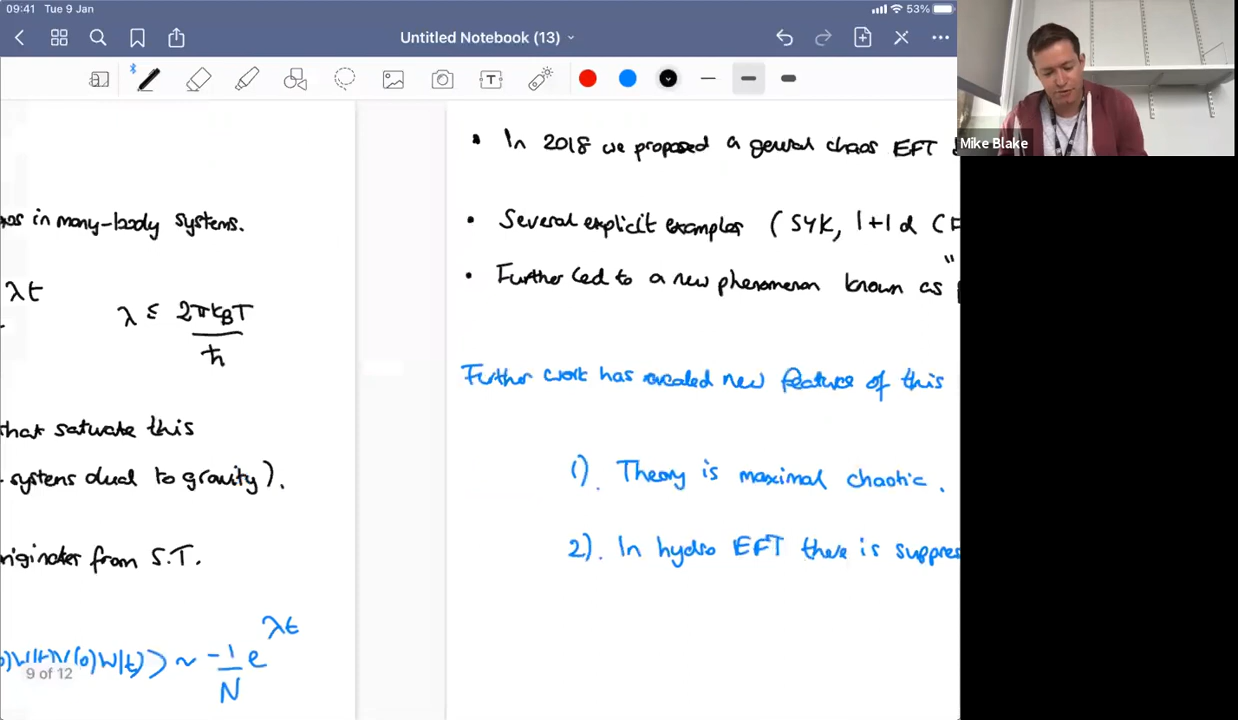 09:41 Tue 9 Jan
53%
Untitled Notebook (13)
Mike Blake
os in many-body systems.
λt
λ ≤ 2πk_BT / ħ
that saturate this
systems dual to gravity).
originates from S.T.
W(t)V(0)W(t)⟩ ~ -1/N e^λt
9 of 12
• In 2018 we proposed a general chaos EFT
• Several explicit examples (SYK, 1+1 d CF
• Further led to a new phenomenon known as "
Further work has revealed new feature of this
1). Theory is maximal chaotic.
2). In hydro EFT there is suppres